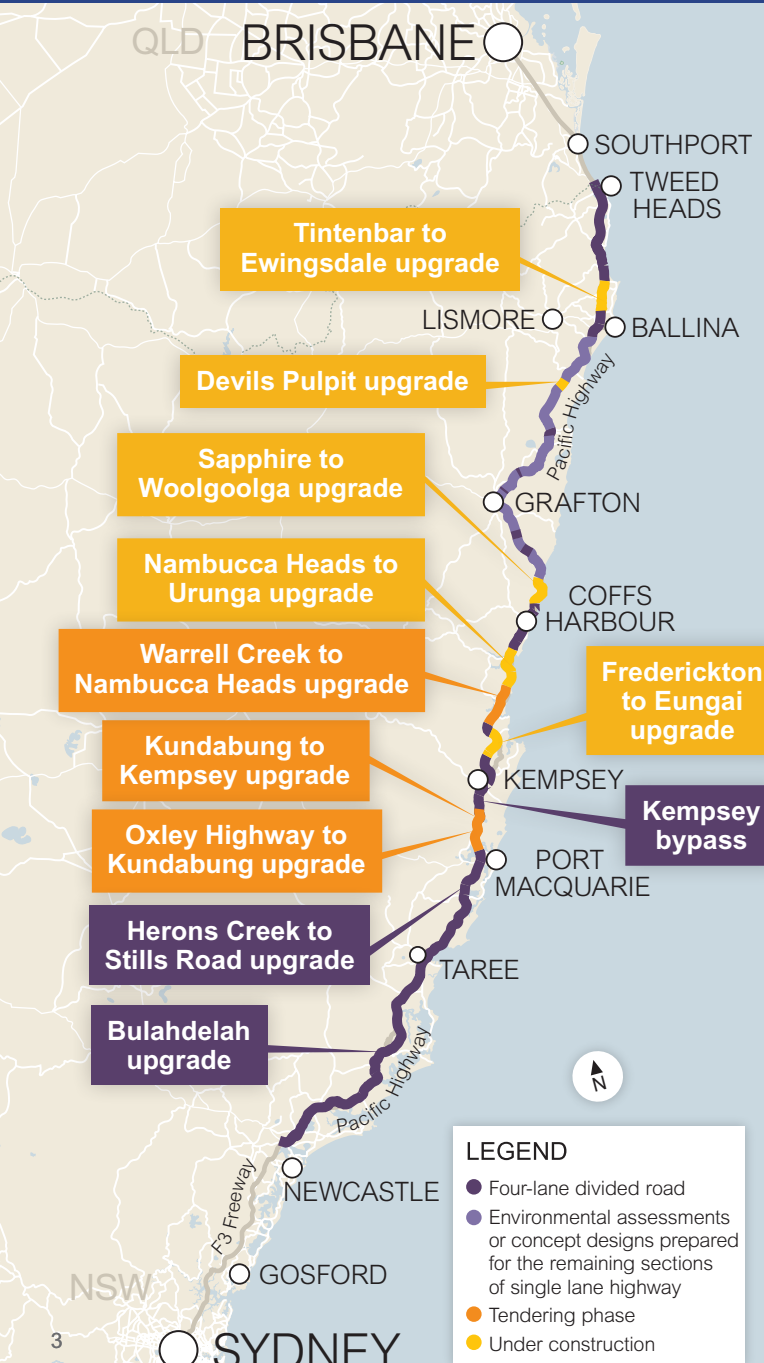 QLD
BRISBANE
SOUTHPORT
TWEED
HEADS
Tintenbar to
Ewingsdale upgrade
LISMORE
BALLINA
Devils Pulpit upgrade
Pacific Highway
Sapphire to
Woolgoolga upgrade
GRAFTON
Nambucca Heads to
Urunga upgrade
COFFS
HARBOUR
Warrell Creek to
Nambucca Heads upgrade
Frederickton
to Eungai
upgrade
Kundabung to
Kempsey upgrade
KEMPSEY
Kempsey
bypass
Oxley Highway to
Kundabung upgrade
PORT
MACQUARIE
Herons Creek to
Stills Road upgrade
TAREE
Bulahdelah
upgrade
Pacific Highway
N
NEWCASTLE
F3 Freeway
GOSFORD
NSW
SYDNEY
3
LEGEND
Four-lane divided road
Environmental assessments
or concept designs prepared
for the remaining sections
of single lane highway
Tendering phase
Under construction